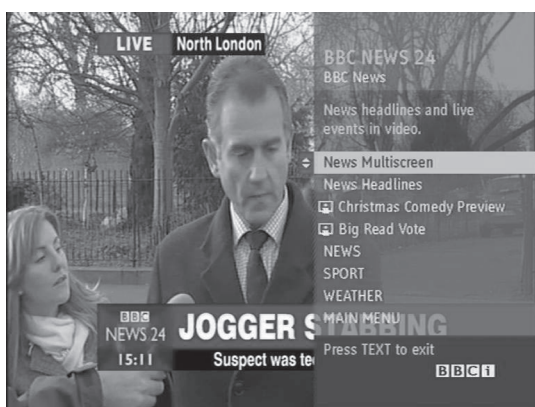 LIVE North London
BBC NEWS 24
BBC News
News headlines and live
events in video.
News Multiscreen
News Headlines
Christmas Comedy Preview
Big Read Vote
NEWS
SPORT
WEATHER
MAIN MENU
Press TEXT to exit
BBCi
BBC
NEWS 24
15:11
JOGGER STABBING
Suspect was